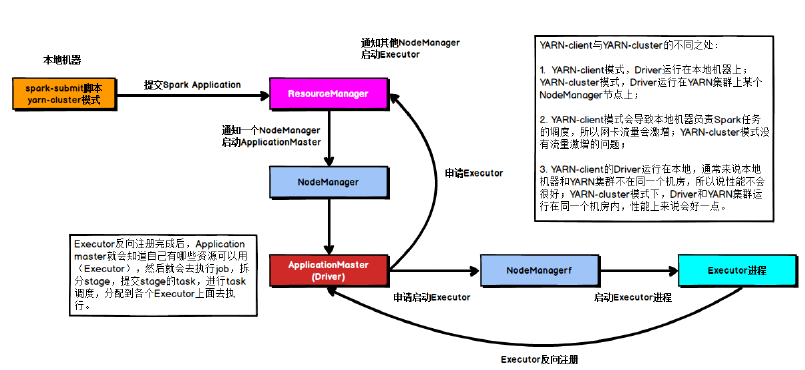 通知其他NodeManager
启动Executor
本地机器
spark-submit脚本
yarn-cluster模式
提交Spark Application
ResourceManager
通知一个NodeManager
启动ApplicationMaster
申请Executor
NodeManager
YARN-client与YARN-cluster的不同之处：
1. YARN-client模式，Driver运行在本地机器上；
YARN-cluster模式，Driver运行在YARN集群上某个
NodeManager节点上；
2. YARN-client模式会导致本地机器负责Spark任务
的调度，所以网卡流量会激增；YARN-cluster模式没
有流量激增的问题；
3. YARN-client的Driver运行在本地，通常来说本地
机器和YARN集群不在同一个机房，所以说性能不会
很好；YARN-cluster模式下，Driver和YARN集群运
行在同一个机房内，性能上来说会好一点。
Executor反向注册完成后，Application
master就会知道自己有哪些资源可以用
（Executor），然后就会去执行job，拆
分stage，提交stage的task，进行task
调度，分配到各个Executor上面去执
行。
ApplicationMaster
(Driver)
申请启动Executor
NodeManagerf
启动Executor进程
Executor进程
Executor反向注册